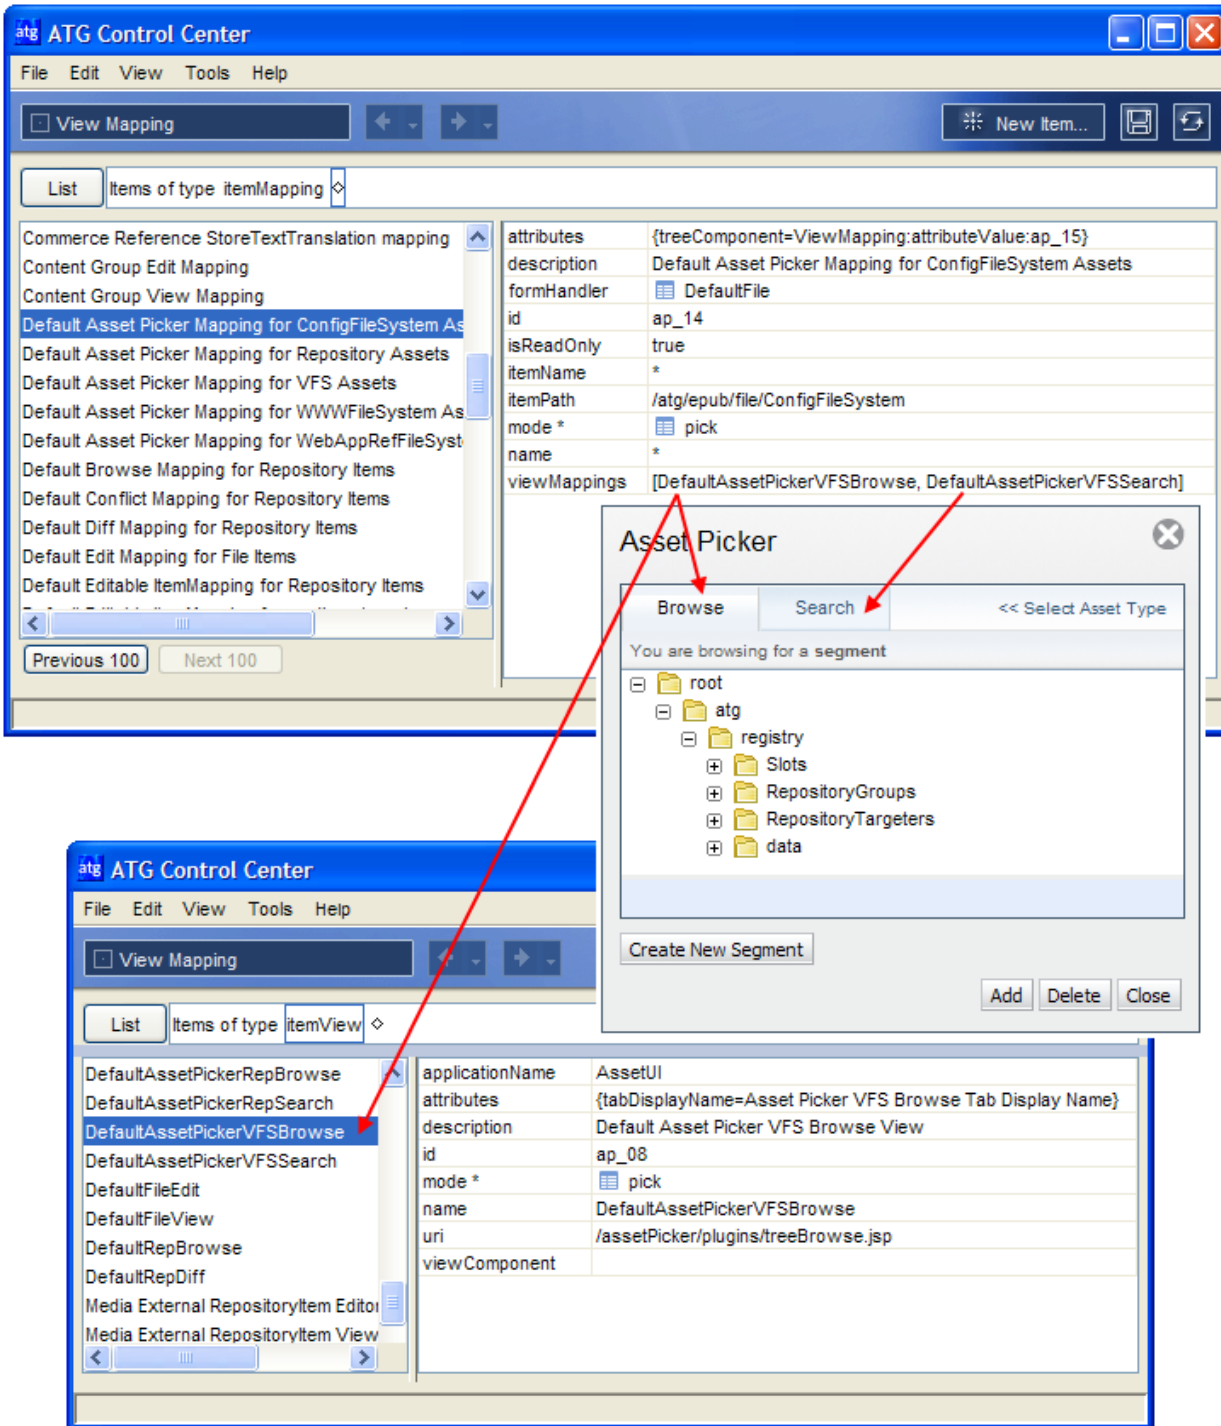 atg ATG Control Center
File Edit View Tools Help
View Mapping
New Item...
List Items of type itemMapping
Commerce Reference StoreTextTranslation mapping
Content Group Edit Mapping
Content Group View Mapping
Default Asset Picker Mapping for ConfigFileSystem As
Default Asset Picker Mapping for Repository Assets
Default Asset Picker Mapping for VFS Assets
Default Asset Picker Mapping for WWWFileSystem As
Default Asset Picker Mapping for WebAppRefFileSyst
Default Browse Mapping for Repository Items
Default Conflict Mapping for Repository Items
Default Diff Mapping for Repository Items
Default Edit Mapping for File Items
Default Editable ItemMapping for Repository Items
Previous 100 Next 100
attributes {treeComponent=ViewMapping:attributeValue:ap_15}
description Default Asset Picker Mapping for ConfigFileSystem Assets
formHandler DefaultFile
id ap_14
isReadOnly true
itemName *
itemPath /atg/epub/file/ConfigFileSystem
mode * pick
name *
viewMappings [DefaultAssetPickerVFSBrowse, DefaultAssetPickerVFSSearch]
Asset Picker
Browse Search << Select Asset Type
You are browsing for a segment
root
atg
registry
Slots
RepositoryGroups
RepositoryTargeters
data
Create New Segment
Add Delete Close
atg ATG Control Center
File Edit View Tools Help
View Mapping
List Items of type itemView
DefaultAssetPickerRepBrowse
DefaultAssetPickerRepSearch
DefaultAssetPickerVFSBrowse
DefaultAssetPickerVFSSearch
DefaultFileEdit
DefaultFileView
DefaultRepBrowse
DefaultRepDiff
Media External RepositoryItem Editor
Media External RepositoryItem View
applicationName AssetUI
attributes {tabDisplayName=Asset Picker VFS Browse Tab Display Name}
description Default Asset Picker VFS Browse View
id ap_08
mode * pick
name DefaultAssetPickerVFSBrowse
uri /assetPicker/plugins/treeBrowse.jsp
viewComponent